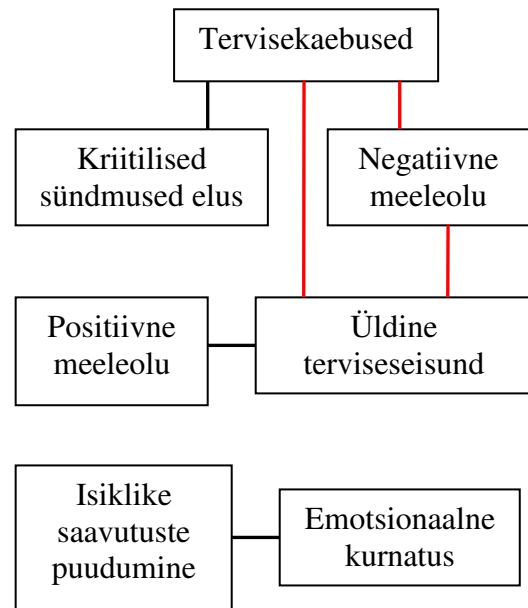 Tervisekaebused
Kriitilised
sündmused elus
Negatiivne
meeleolu
Positiivne
meeleolu
Üldine
terviseseisund
Isiklike
saavutuste
puudumine
Emotsionaalne
kurnatus